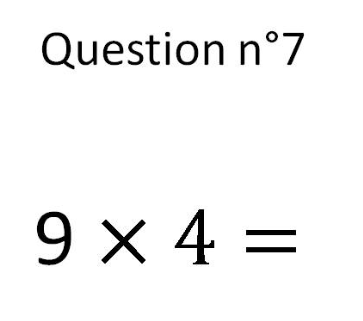 Question n°7
9 × 4 =